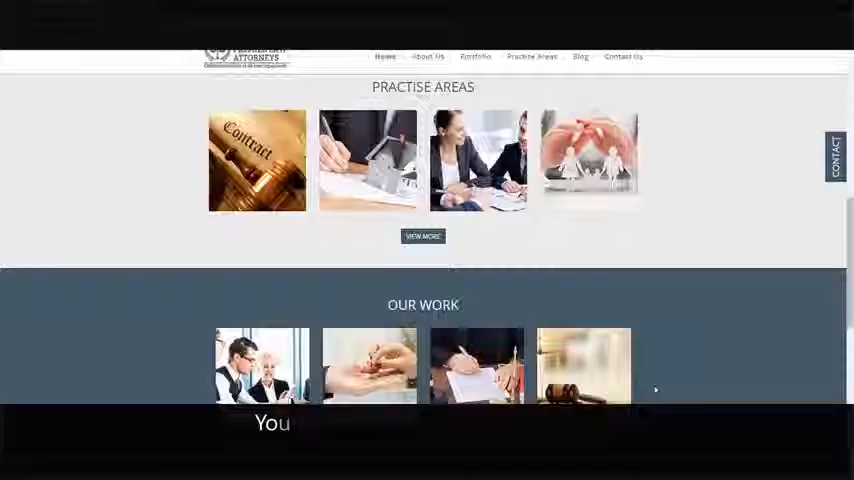 ATTORNEYS
Home About Us Portfolio Practise Areas Blog Contact Us
PRACTISE AREAS
Contract
CONTACT
VIEW MORE
OUR WORK
You